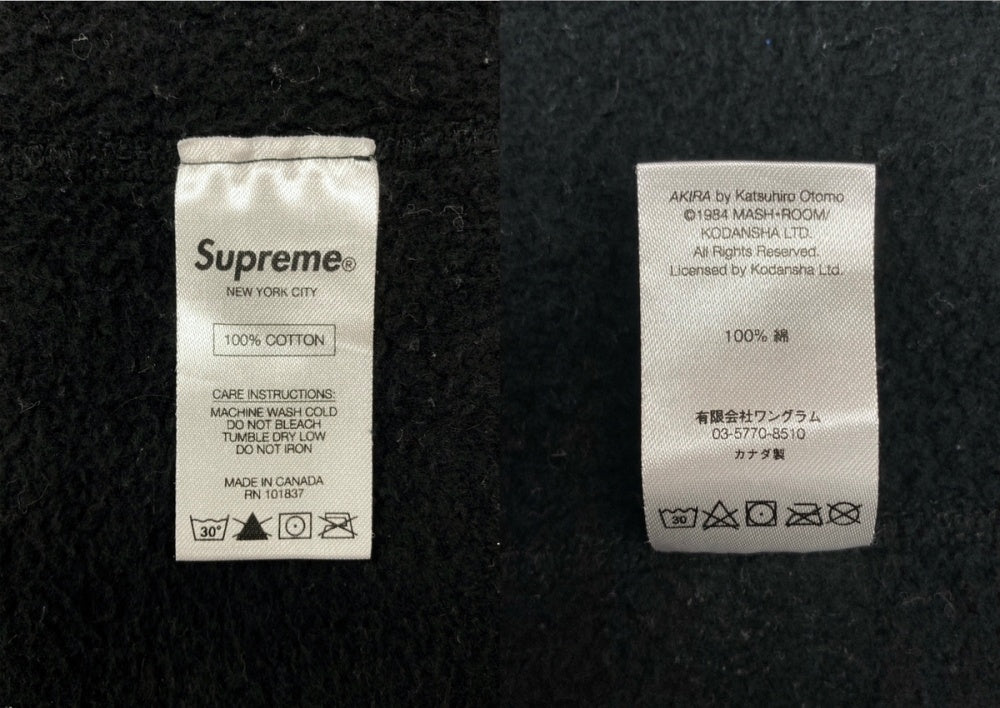 Supreme®
NEW YORK CITY
100% COTTON
CARE INSTRUCTIONS:
MACHINE WASH COLD
DO NOT BLEACH
TUMBLE DRY LOW
DO NOT IRON
MADE IN CANADA
RN 101837
30°
AKIRA by Katsuhiro Otomo
©1984 MASH•ROOM/
KODANSHA LTD.
All Rights Reserved.
Licensed by Kodansha Ltd.
100% 綿
有限会社ワングラム
03-5770-8510
カナダ製
30